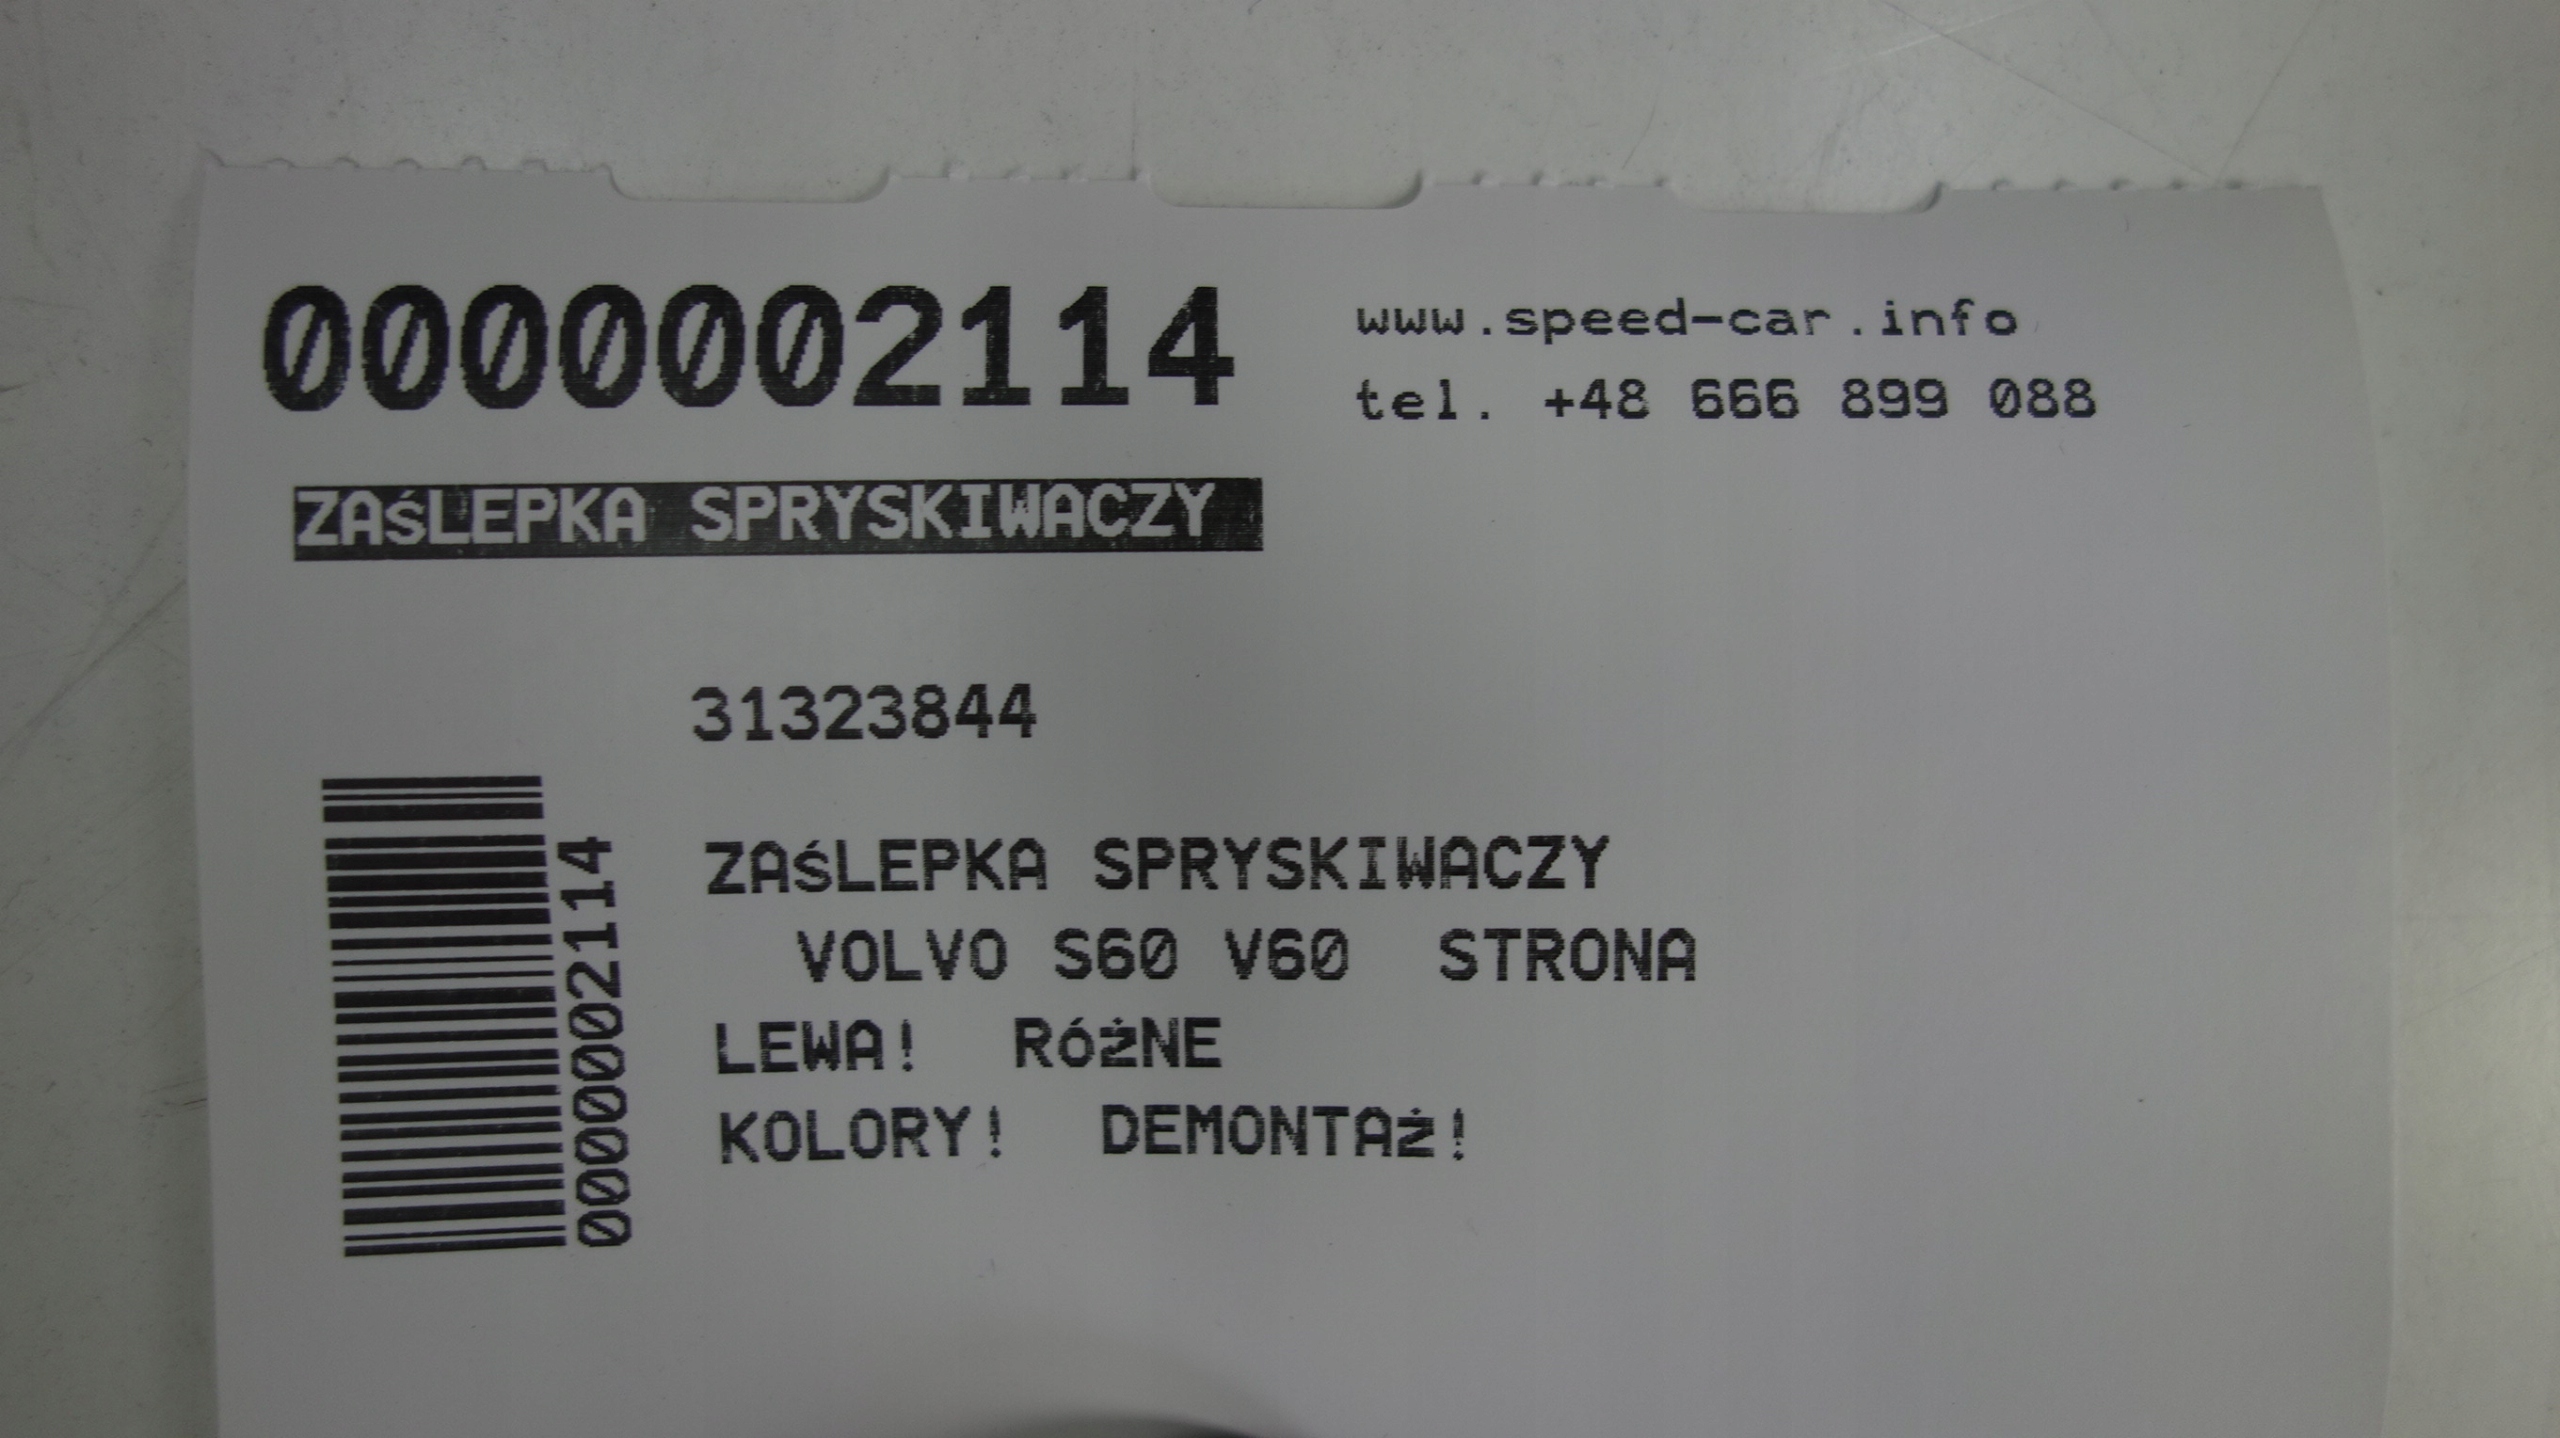 0000002114
www.speed-car.info
tel. +48 666 899 088
ZAśLEPKA SPRYSKIWACZY
31323844
0000002114
ZAśLEPKA SPRYSKIWACZY
VOLVO S60 V60 STRONA
LEWA! RóżNE
KOLORY! DEMONTAż!